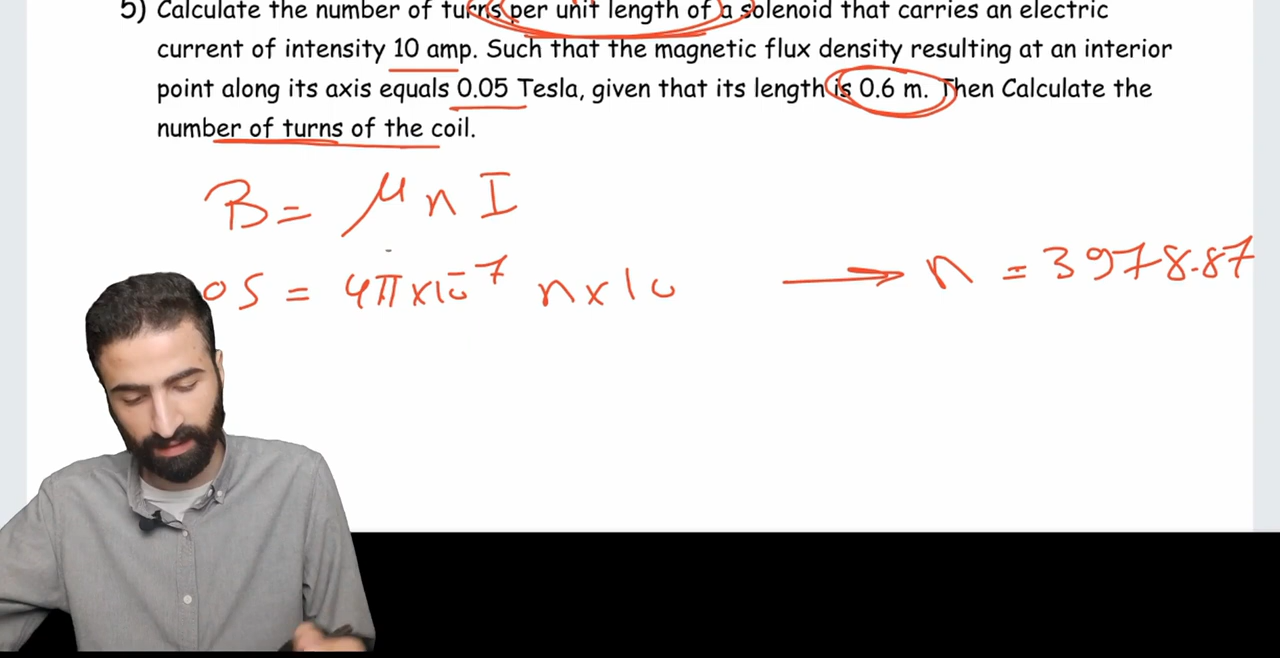 5) Calculate the number of turns per unit length of a solenoid that carries an electric
current of intensity 10 amp. Such that the magnetic flux density resulting at an interior
point along its axis equals 0.05 Tesla, given that its length is 0.6 m. Then Calculate the
number of turns of the coil.
B = μ n I
05 = 4π×10⁻⁷ n×10 → n = 3978.87